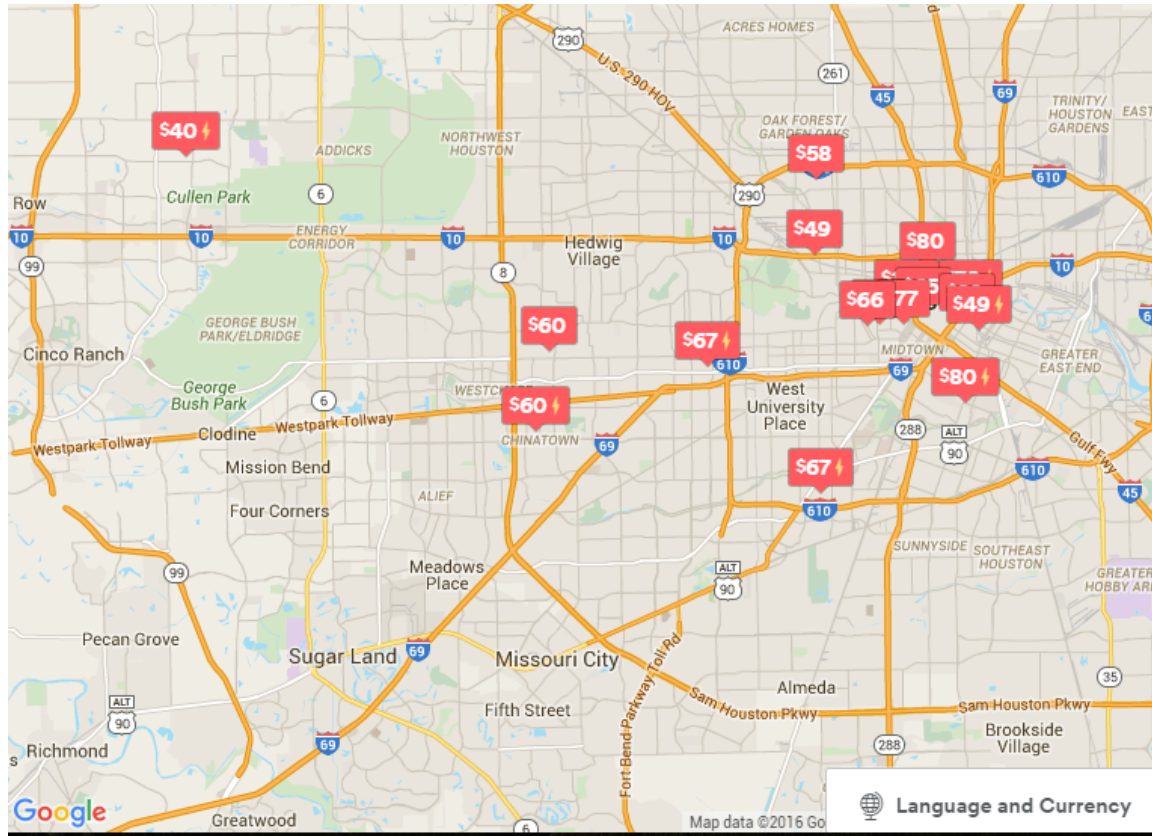 ACRES HOMES
290
U.S. 290 HOV
261
45
69
TRINITY/
HOUSTON
GARDENS
$40
ADDICKS
NORTHWEST
HOUSTON
OAK FOREST/
GARDEN OAKS
$58
610
Cullen Park
6
290
Row
10
10
ENERGY
CORRIDOR
10
Hedwig
Village
10
$49
$80
10
99
8
$66
77
$49
GEORGE BUSH
PARK/ELDRIDGE
$60
$67
610
MIDTOWN
Cinco Ranch
GREATER
EAST END
George
Bush Park
69
West
University
Place
$80
6
$60
Westpark Tollway
Westpark Tollway
Clodine
CHINATOWN
69
288
ALT
90
Gulf Fwy
Mission Bend
$67
610
45
ALIEF
Four Corners
610
SUNNYSIDE
SOUTHEAST
HOUSTON
99
Meadows
Place
ALT
90
GREATER
Pecan Grove
Sugar Land
69
Missouri City
Fort Bend Parkway Toll Rd
35
ALT
90
Almeda
Sam Houston Pkwy
Sam Houston Pkwy
Fifth Street
Brookside
Village
Richmond
69
288
Google
Greatwood
6
Map data ©2016
Language and Currency